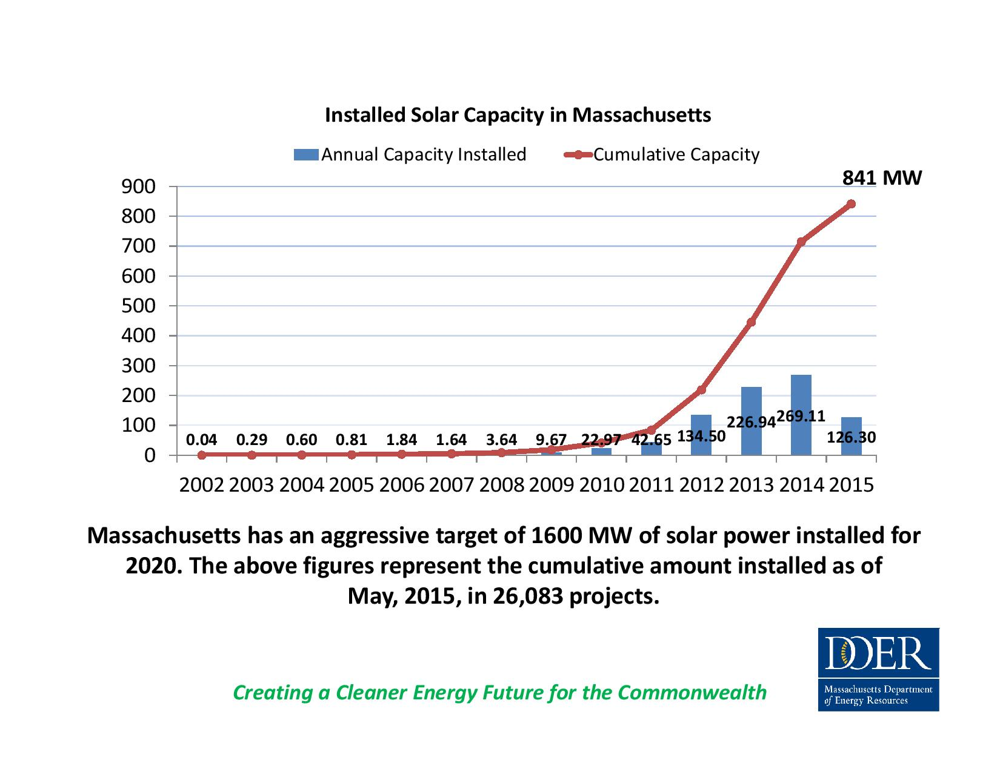 Installed Solar Capacity in Massachusetts
Annual Capacity Installed Cumulative Capacity
841 MW
900
800
700
600
500
400
300
200
100
0
0.04 0.29 0.60 0.81 1.84 1.64 3.64 9.67 22.97 42.65 134.50 226.94 269.11 126.30
2002 2003 2004 2005 2006 2007 2008 2009 2010 2011 2012 2013 2014 2015
Massachusetts has an aggressive target of 1600 MW of solar power installed for
2020. The above figures represent the cumulative amount installed as of
May, 2015, in 26,083 projects.
Creating a Cleaner Energy Future for the Commonwealth
DOER
Massachusetts Department
of Energy Resources